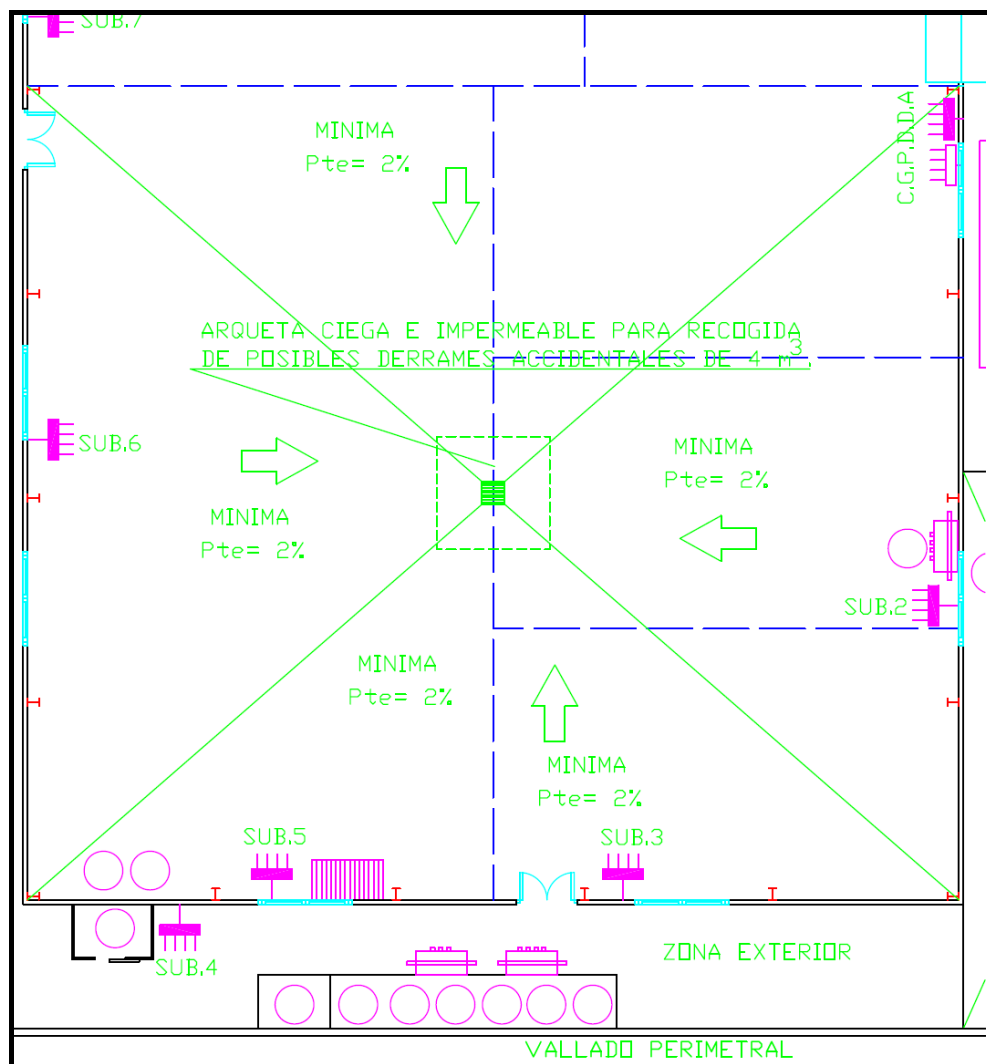 SUB.7
MINIMA
Pte= 2%
C.G.P.D.D.A
ARQUETA CIEGA E IMPERMEABLE PARA RECOGIDA
DE POSIBLES DERRAMES ACCIDENTALES DE 4 m³.
SUB.6
MINIMA
Pte= 2%
MINIMA
Pte= 2%
SUB.2
MINIMA
Pte= 2%
MINIMA
Pte= 2%
SUB.5
SUB.3
SUB.4
ZONA EXTERIOR
VALLADO PERIMETRAL